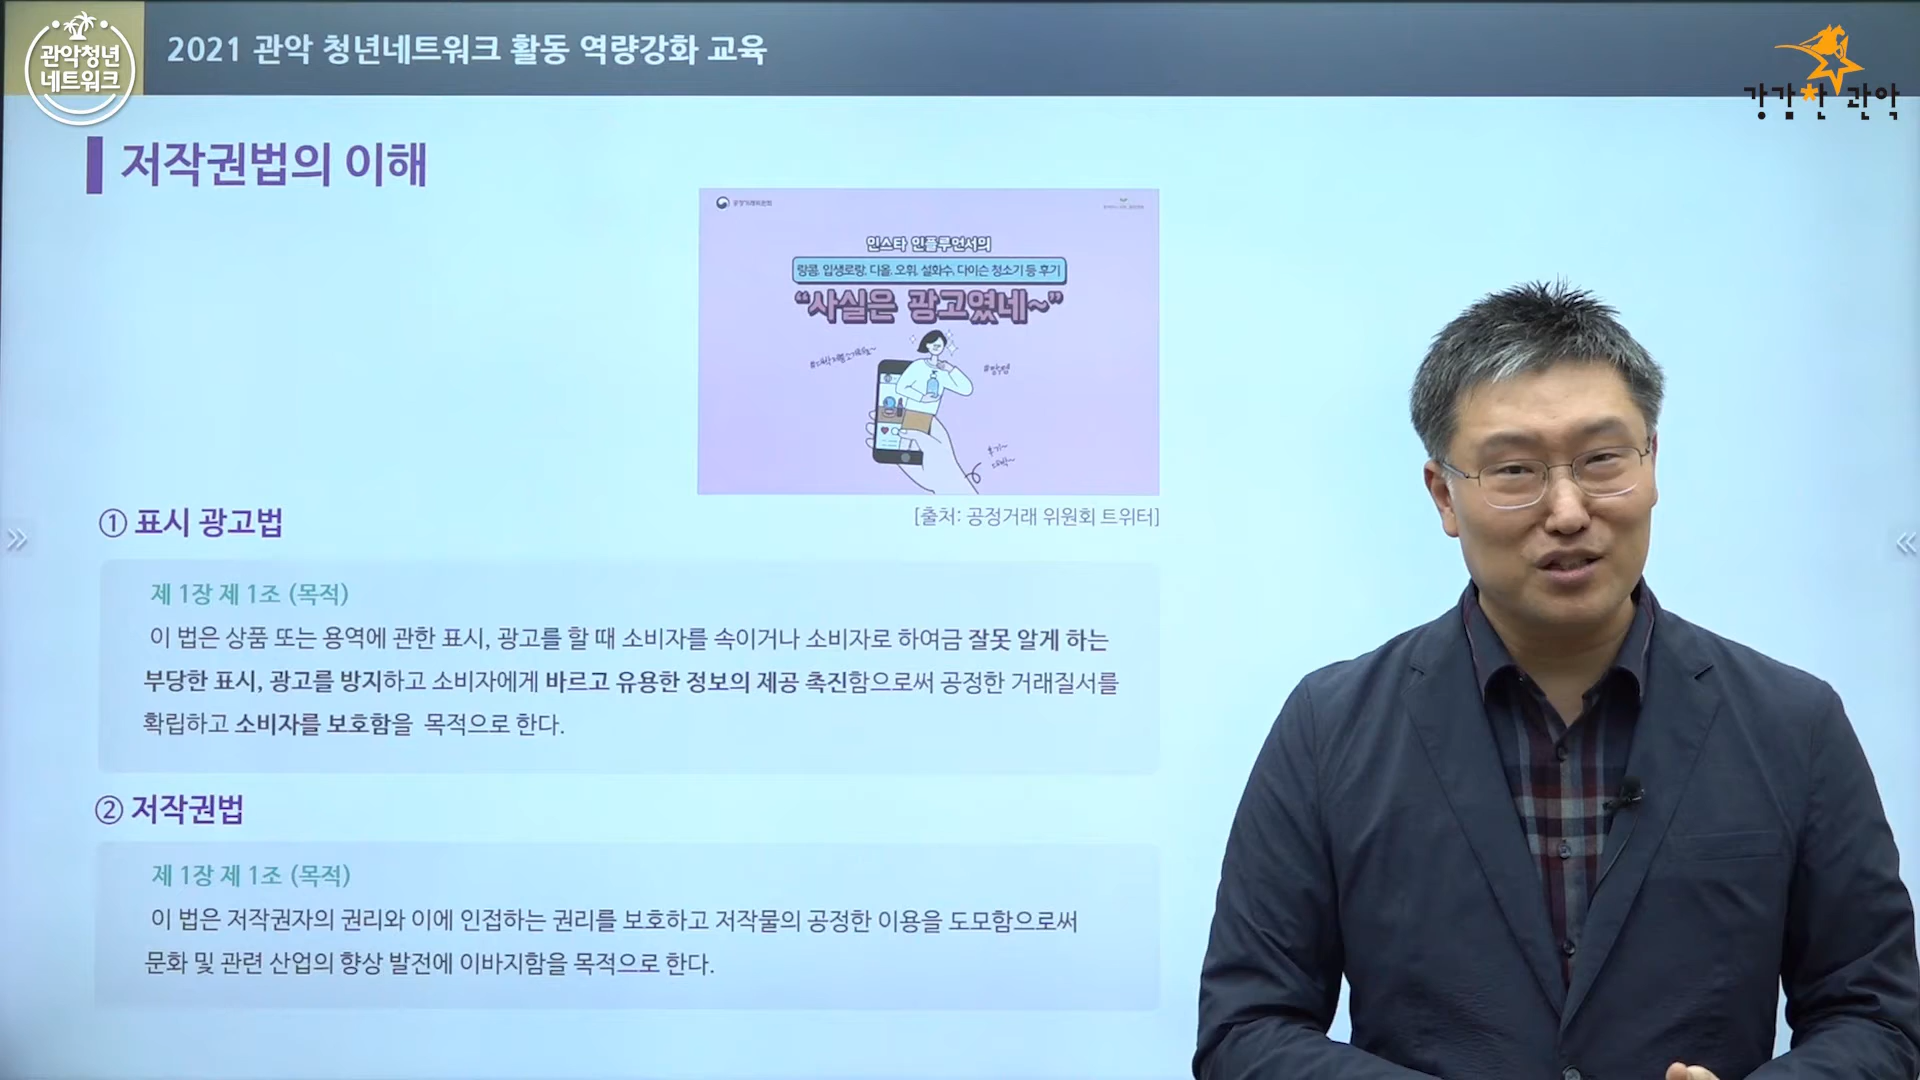 관악청년
네트워크
2021 관악 청년네트워크 활동 역량강화 교육
강감찬 관악
저작권법의 이해
공정거래위원회
인스타 인플루언서의
랑콤, 입생로랑, 디올, 오휘, 설화수, 다이슨 청소기 등 후기
“사실은 광고였네~”
[출처: 공정거래 위원회 트위터]
① 표시 광고법
제 1장 제 1조 (목적)
이 법은 상품 또는 용역에 관한 표시, 광고를 할 때 소비자를 속이거나 소비자로 하여금 잘못 알게 하는
부당한 표시, 광고를 방지하고 소비자에게 바르고 유용한 정보의 제공 촉진함으로써 공정한 거래질서를
확립하고 소비자를 보호함을 목적으로 한다.
② 저작권법
제 1장 제 1조 (목적)
이 법은 저작권자의 권리와 이에 인접하는 권리를 보호하고 저작물의 공정한 이용을 도모함으로써
문화 및 관련 산업의 향상 발전에 이바지함을 목적으로 한다.